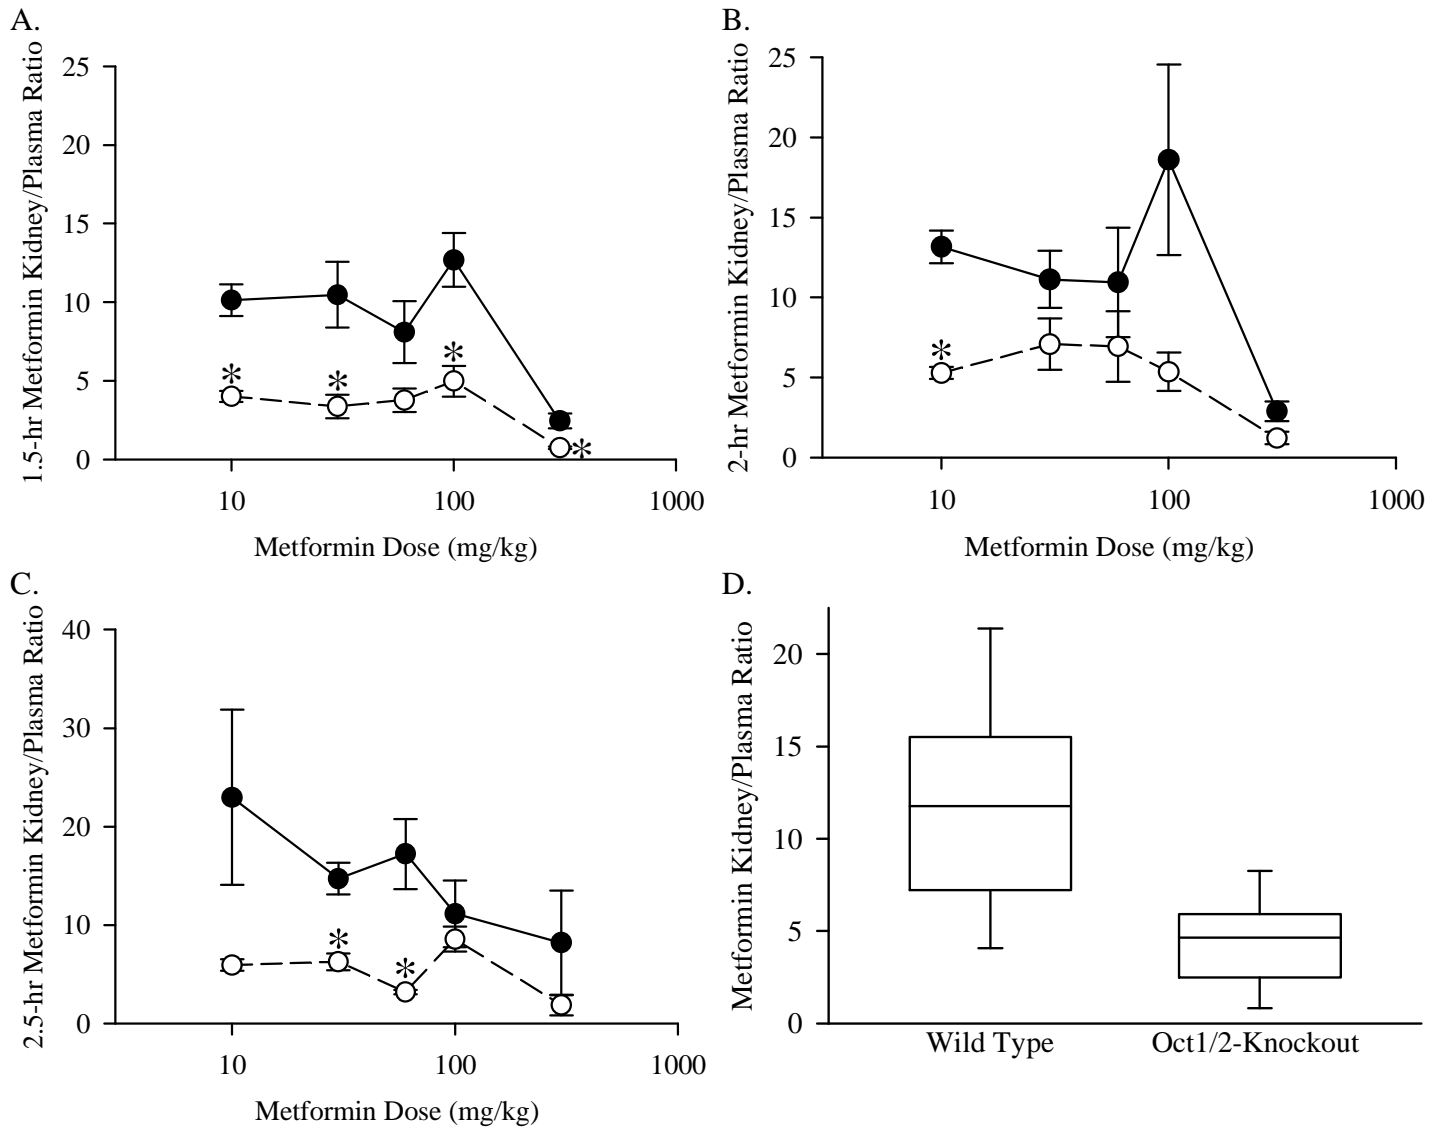 A.
1.5-hr Metformin Kidney/Plasma Ratio
25
20
15
10
5
0
*
*
*
*
10
100
1000
Metformin Dose (mg/kg)
B.
2-hr Metformin Kidney/Plasma Ratio
25
20
15
10
5
0
*
10
100
1000
Metformin Dose (mg/kg)
C.
2.5-hr Metformin Kidney/Plasma Ratio
40
30
20
10
0
*
*
10
100
1000
Metformin Dose (mg/kg)
D.
Metformin Kidney/Plasma Ratio
20
15
10
5
0
Wild Type
Oct1/2-Knockout